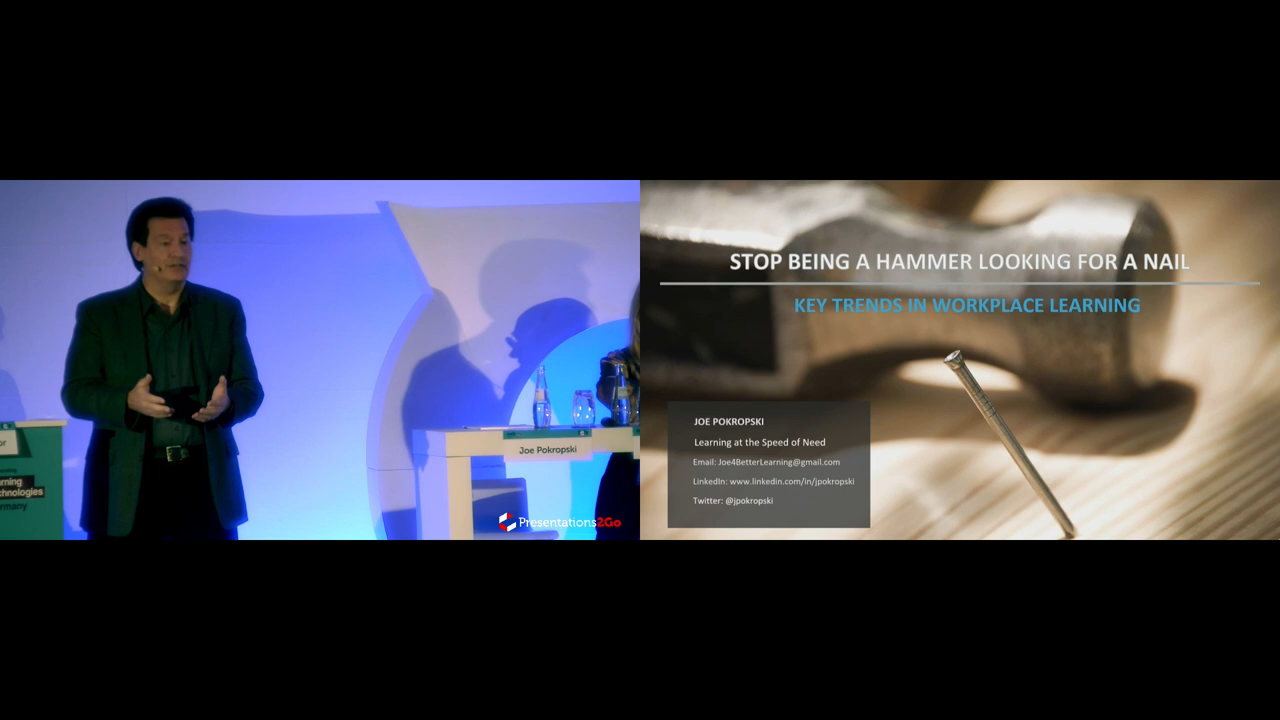 or
rning
chnologies
rmany
Joe Pokropski
Presentations2Go
STOP BEING A HAMMER LOOKING FOR A NAIL
KEY TRENDS IN WORKPLACE LEARNING
JOE POKROPSKI
Learning at the Speed of Need
Email: Joe4BetterLearning@gmail.com
LinkedIn: www.linkedin.com/in/jpokropski
Twitter: @jpokropski